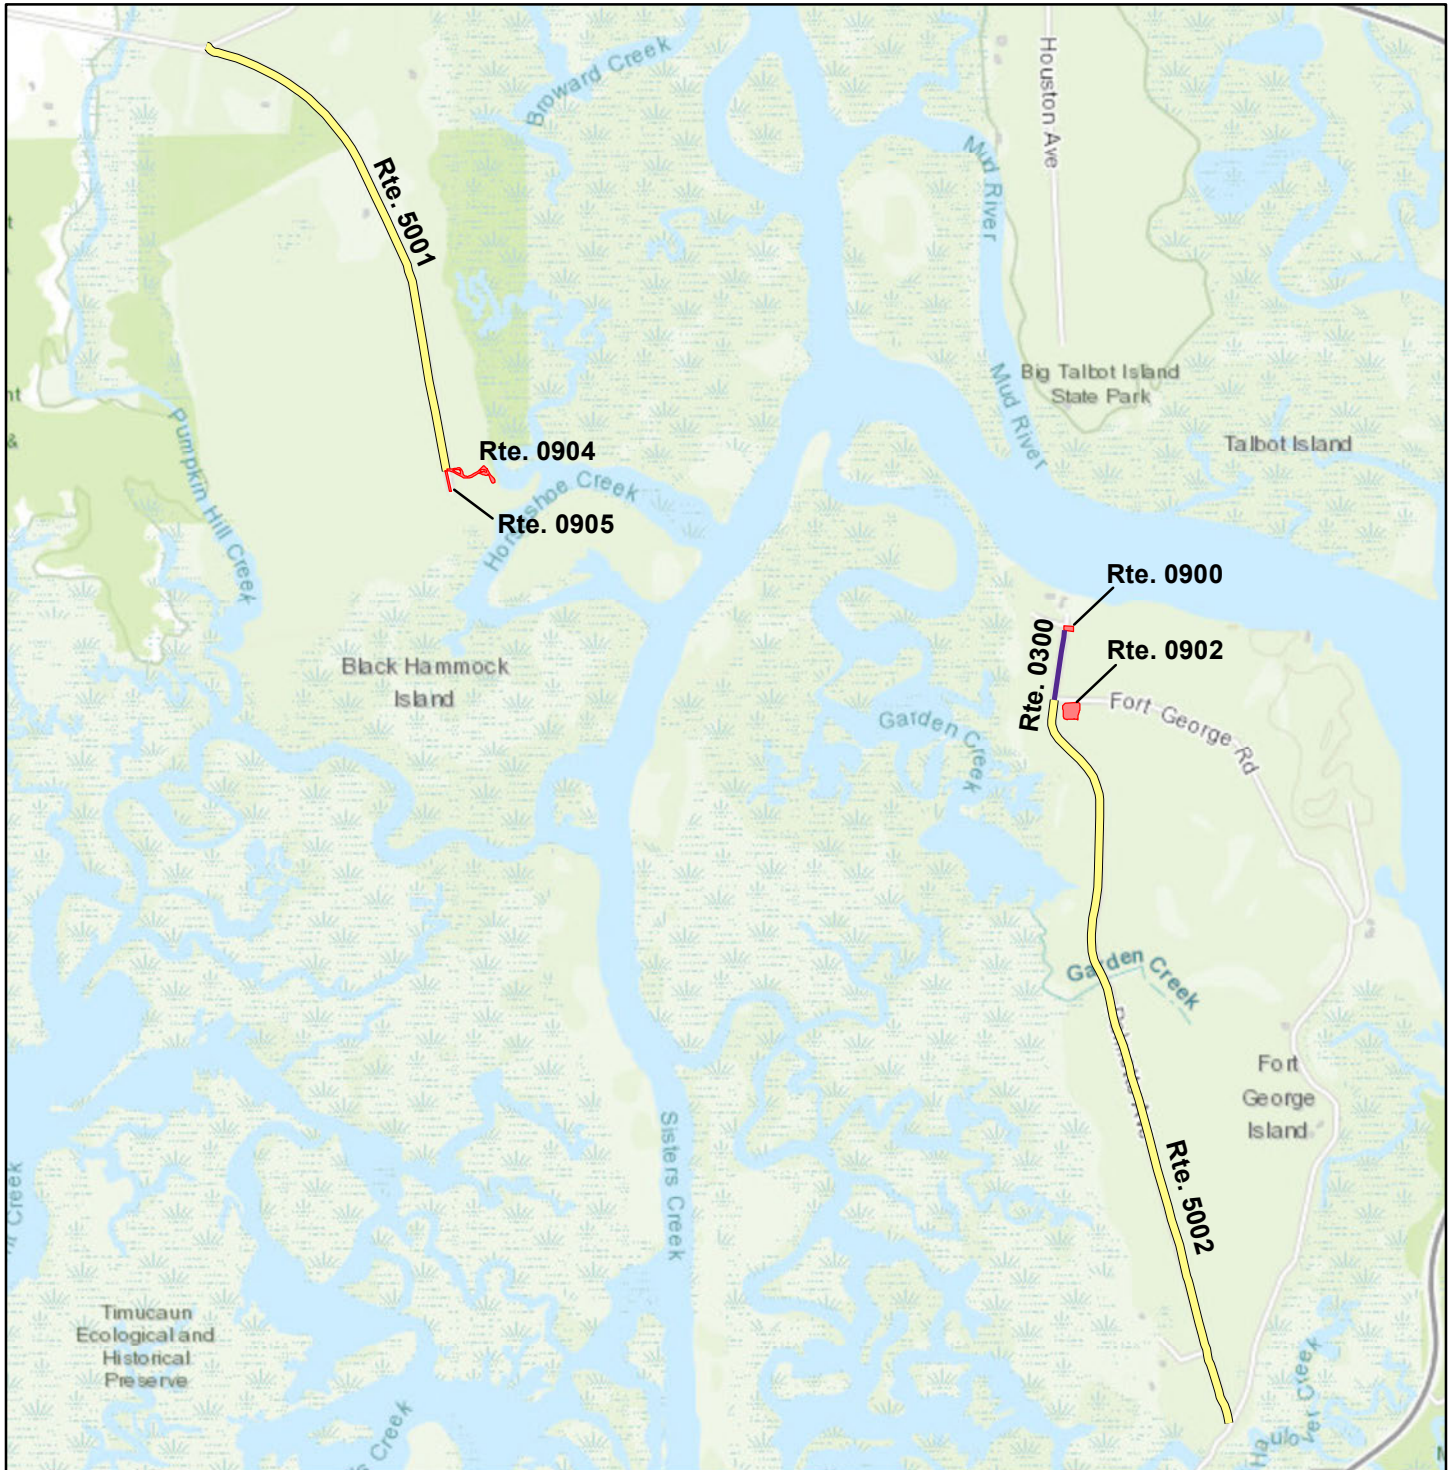 Broward Creek
Houston Ave
Mud River
Rte. 5001
Big Talbot Island
State Park
Mud River
Talbot Island
Pumpkin Hill Creek
Rte. 0904
Horseshoe Creek
Rte. 0905
Rte. 0900
Rte. 0300
Rte. 0902
Black Hammock
Island
Fort George Rd
Garden Creek
Garden Creek
Fort
George
Island
Sisters Creek
Rte. 5002
Timucuan
Ecological and
Historical
Preserve
Creek
Creek
Creek
&